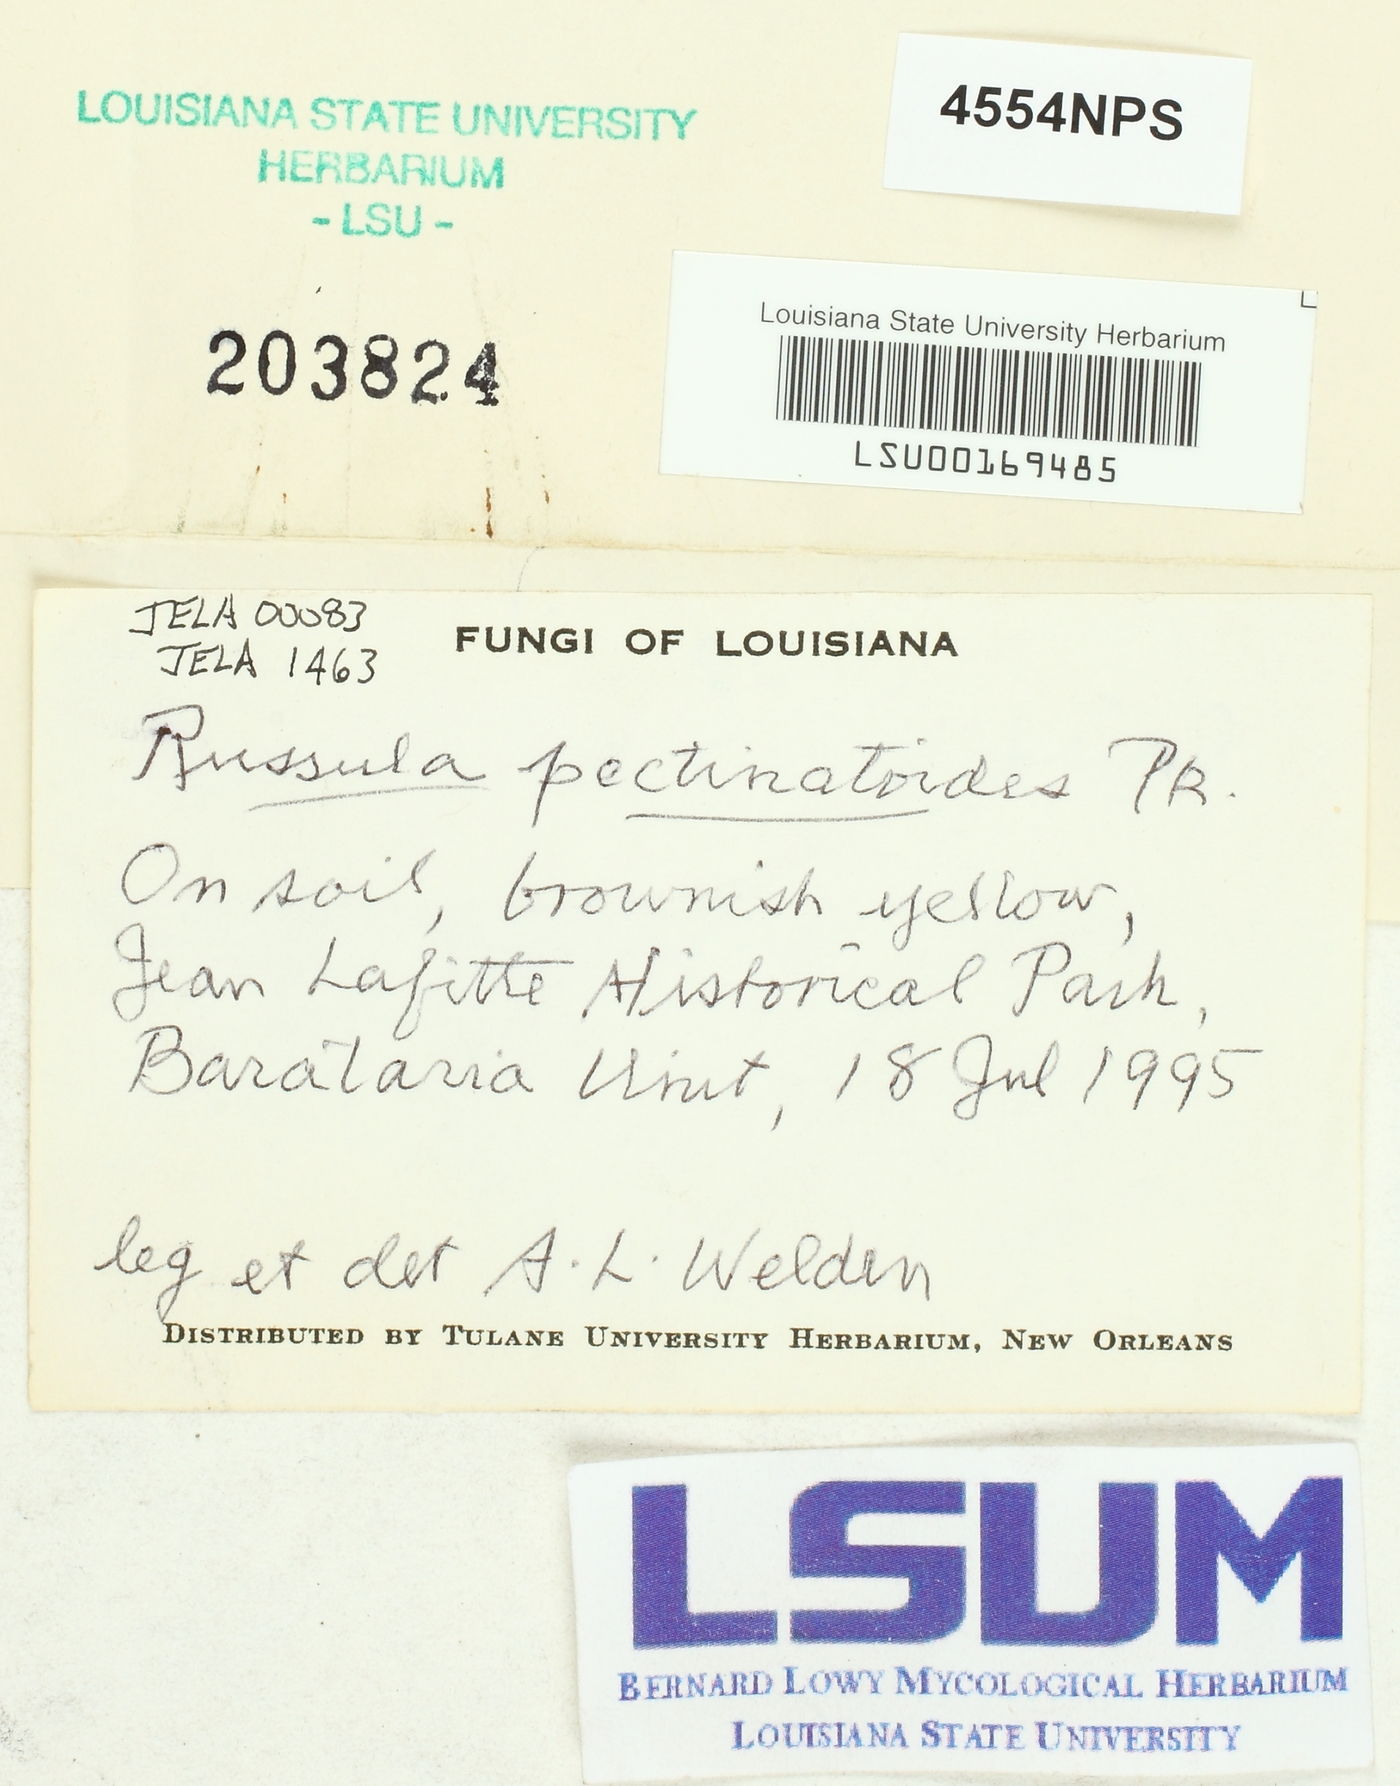 LOUISIANA STATE UNIVERSITY
HERBARIUM
- LSU -
4554NPS
203824
Louisiana State University Herbarium
LSU00169485
JELA 00083
JELA 1463
FUNGI OF LOUISIANA
Russula pectinatoides Pk.
On soil, brownish yellow,
Jean Lafitte Historical Park,
Barataria Unit, 18 Jul 1995
leg et det A. L. Welden
DISTRIBUTED BY TULANE UNIVERSITY HERBARIUM, NEW ORLEANS
LSUM
BERNARD LOWY MYCOLOGICAL HERBARIUM
LOUISIANA STATE UNIVERSITY